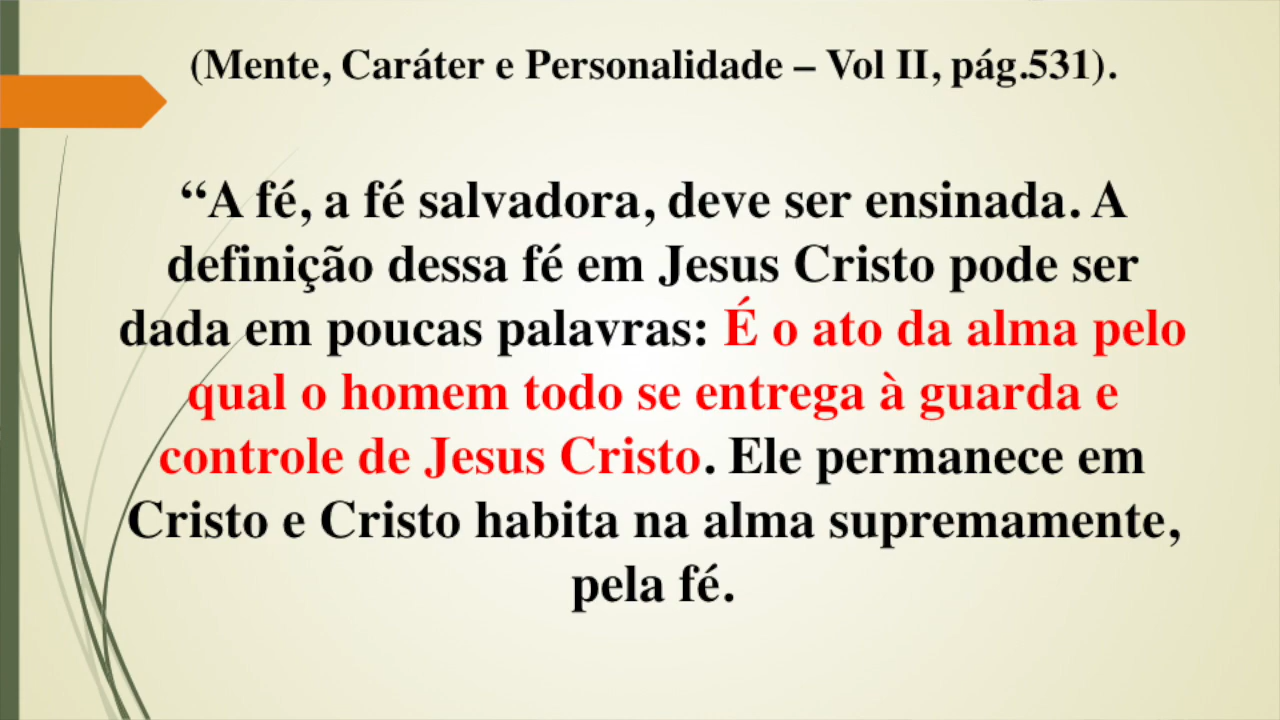 (Mente, Caráter e Personalidade – Vol II, pág.531).
“A fé, a fé salvadora, deve ser ensinada. A
definição dessa fé em Jesus Cristo pode ser
dada em poucas palavras: É o ato da alma pelo
qual o homem todo se entrega à guarda e
controle de Jesus Cristo. Ele permanece em
Cristo e Cristo habita na alma supremamente,
pela fé.